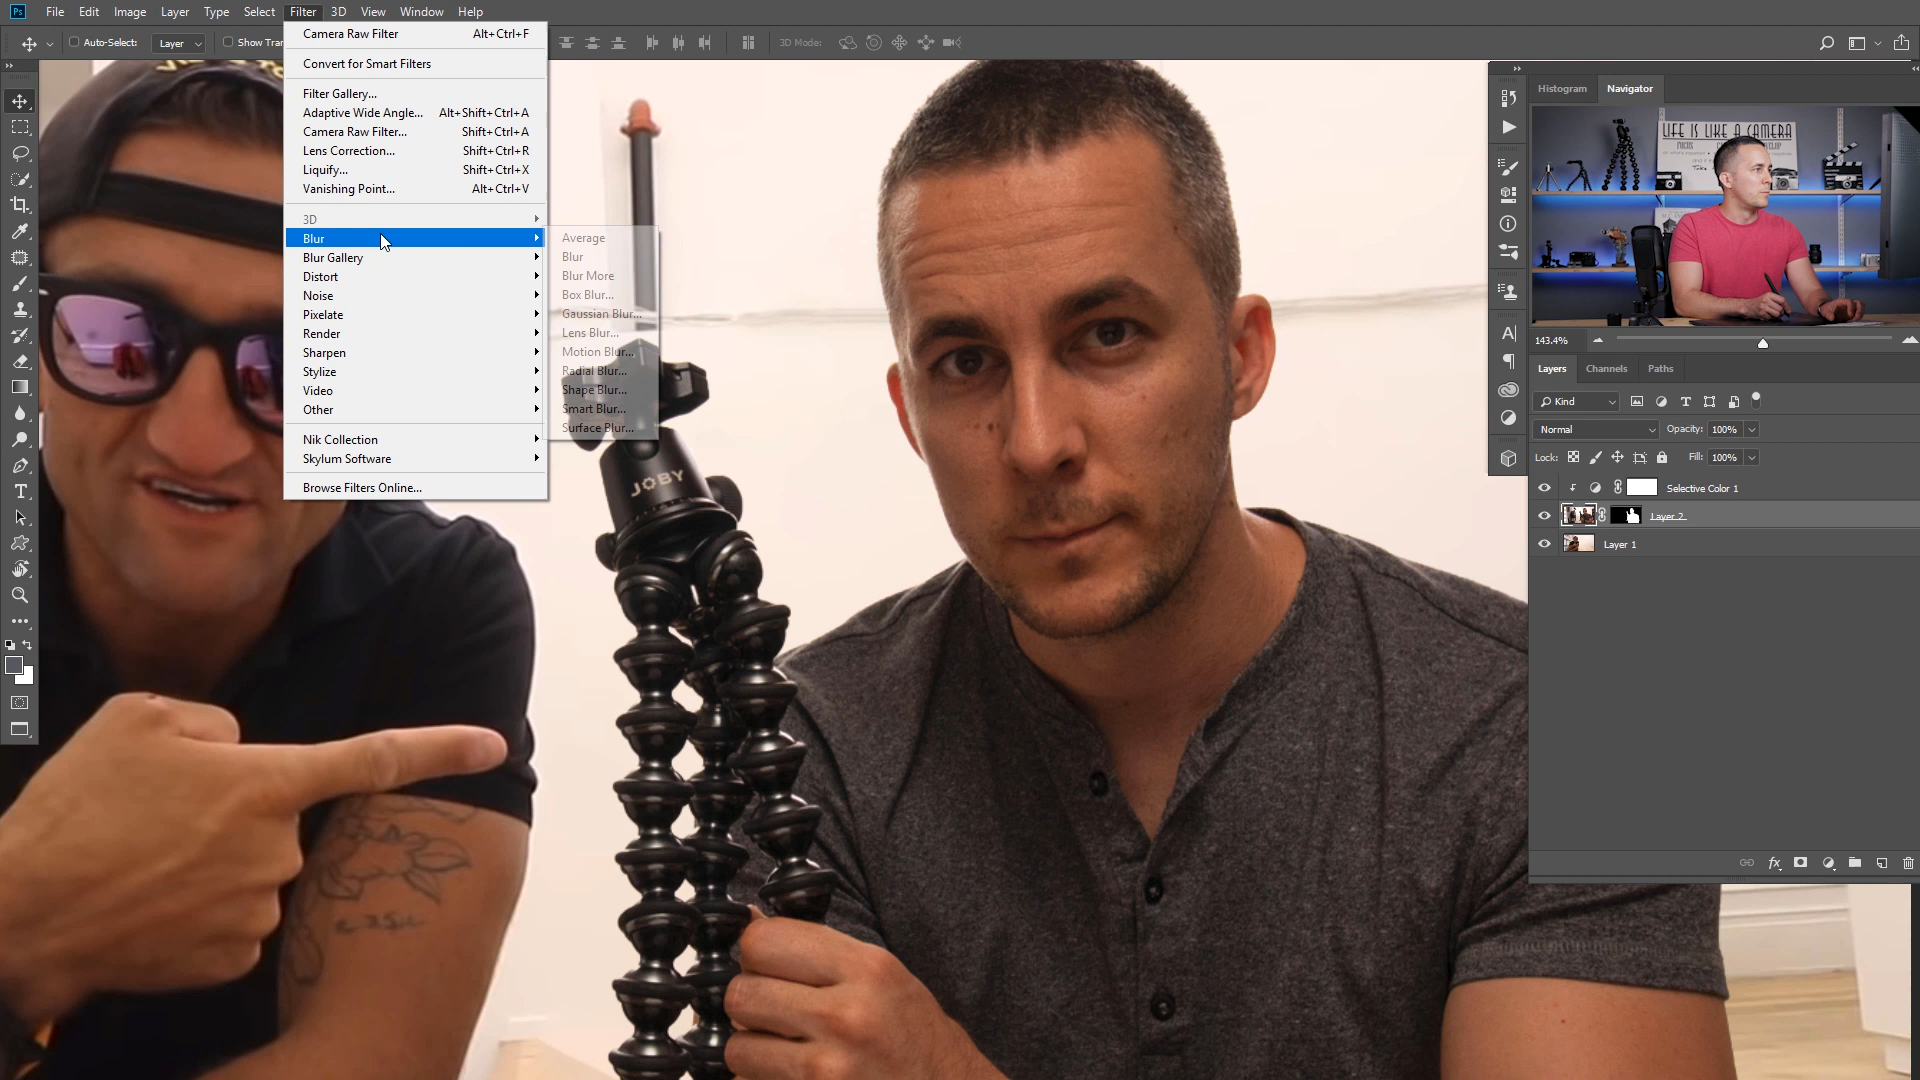 File Edit Image Layer Type Select Filter 3D View Window Help
Auto-Select: Layer Show Tran 3D Mode:
Camera Raw Filter Alt+Ctrl+F
Convert for Smart Filters
Filter Gallery...
Adaptive Wide Angle... Alt+Shift+Ctrl+A
Camera Raw Filter... Shift+Ctrl+A
Lens Correction... Shift+Ctrl+R
Liquify... Shift+Ctrl+X
Vanishing Point... Alt+Ctrl+V
3D
Blur
Blur Gallery
Distort
Noise
Pixelate
Render
Sharpen
Stylize
Video
Other
Nik Collection
Skylum Software
Browse Filters Online...
Average
Blur
Blur More
Box Blur...
Gaussian Blur...
Lens Blur...
Motion Blur...
Radial Blur...
Shape Blur...
Smart Blur...
Surface Blur...
JOBY
Histogram Navigator
LIFE IS LIKE A CAMERA
143.4%
Layers Channels Paths
Kind
Normal Opacity: 100%
Lock: Fill: 100%
Selective Color 1
Layer 2
Layer 1